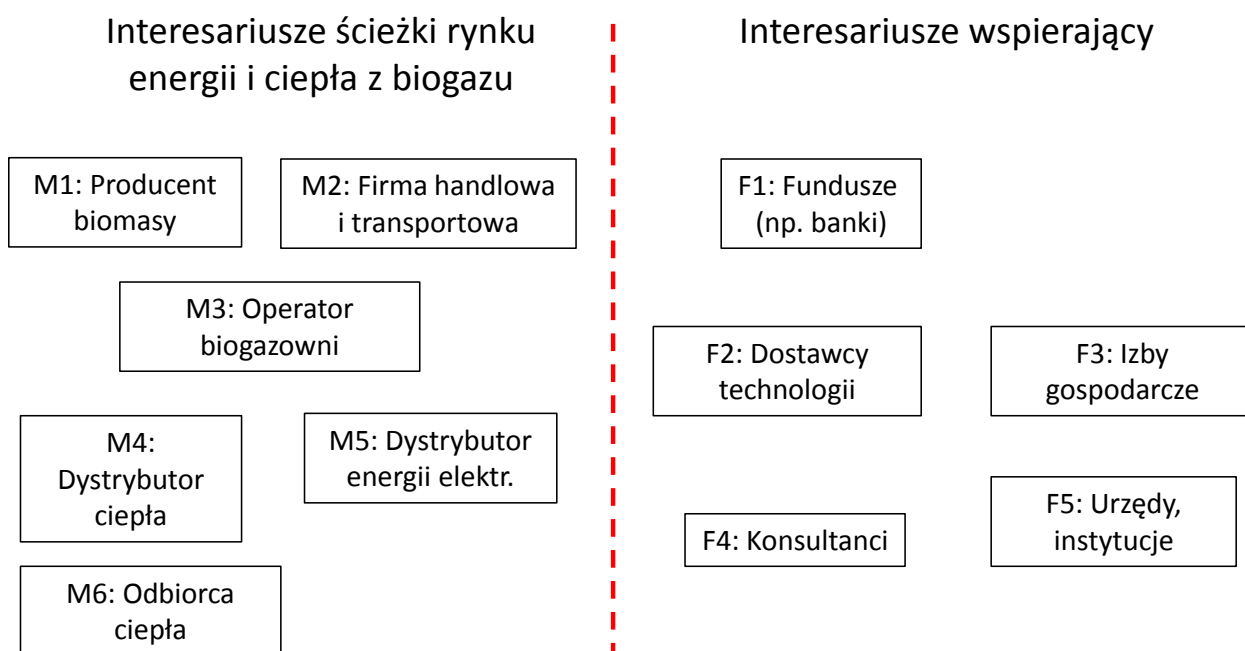 Interesariusze ścieżki rynku
energii i ciepła z biogazu
Interesariusze wspierający
M1: Producent
biomasy
M2: Firma handlowa
i transportowa
F1: Fundusze
(np. banki)
M3: Operator
biogazowni
F2: Dostawcy
technologii
F3: Izby
gospodarcze
M4:
Dystrybutor
ciepła
M5: Dystrybutor
energii elektr.
F4: Konsultanci
F5: Urzędy,
instytucje
M6: Odbiorca
ciepła